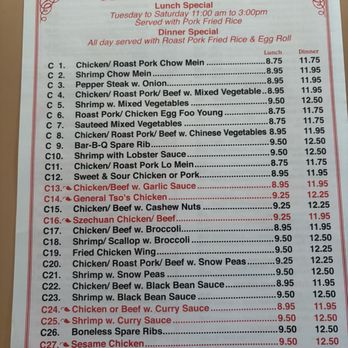 Lunch Special
Tuesday to Saturday 11:00 am to 3:00pm
Served with Pork Fried Rice
Dinner Special
All day served with Roast Pork Fried Rice & Egg Roll
Lunch Dinner
C 1. Chicken/ Roast Pork Chow Mein 8.75 11.75
C 2. Shrimp Chow Mein 8.95 11.95
C 3. Pepper Steak w. Onion 8.95 11.95
C 4. Chicken/ Roast Pork/ Beef w. Mixed Vegetable 8.95 11.95
C 5. Shrimp w. Mixed Vegetables 9.50 12.50
C 6. Roast Pork/ Chicken Egg Foo Young 8.75 11.75
C 7. Sauteed Mixed Vegetables 8.75 11.75
C 8. Chicken/ Roast Pork/ Beef w. Chinese Vegetables 8.95 11.95
C 9. Bar-B-Q Spare Rib 9.50 12.50
C10. Shrimp with Lobster Sauce 9.50 12.50
C11. Chicken/ Roast Pork Lo Mein 8.75 11.75
C12. Sweet & Sour Chicken or Pork 8.95 11.95
C13. Chicken/Beef w. Garlic Sauce 8.95 11.95
C14. General Tso's Chicken 9.25 12.25
C15. Chicken/ Beef w. Cashew Nuts 9.25 12.25
C16. Szechuan Chicken/ Beef 9.25 11.95
C17. Chicken/ Beef w. Broccoli 8.95 11.95
C18. Shrimp/ Scallop w. Broccoli 9.50 12.50
C19. Fried Chicken Wing 9.25 12.25
C20. Chicken/ Roast Pork/ Beef w. Snow Peas 9.25 12.25
C21. Shrimp w. Snow Peas 9.50 12.50
C22. Chicken/ Beef w. Black Bean Sauce 8.95 11.95
C23. Shrimp w. Black Bean Sauce 9.50 12.50
C24. Chicken or Beef w. Curry Sauce 8.95 11.95
C25. Shrimp w. Curry Sauce 9.50 12.50
C26. Boneless Spare Ribs 9.50 12.50
C27. Sesame Chicken 9.50 12.50